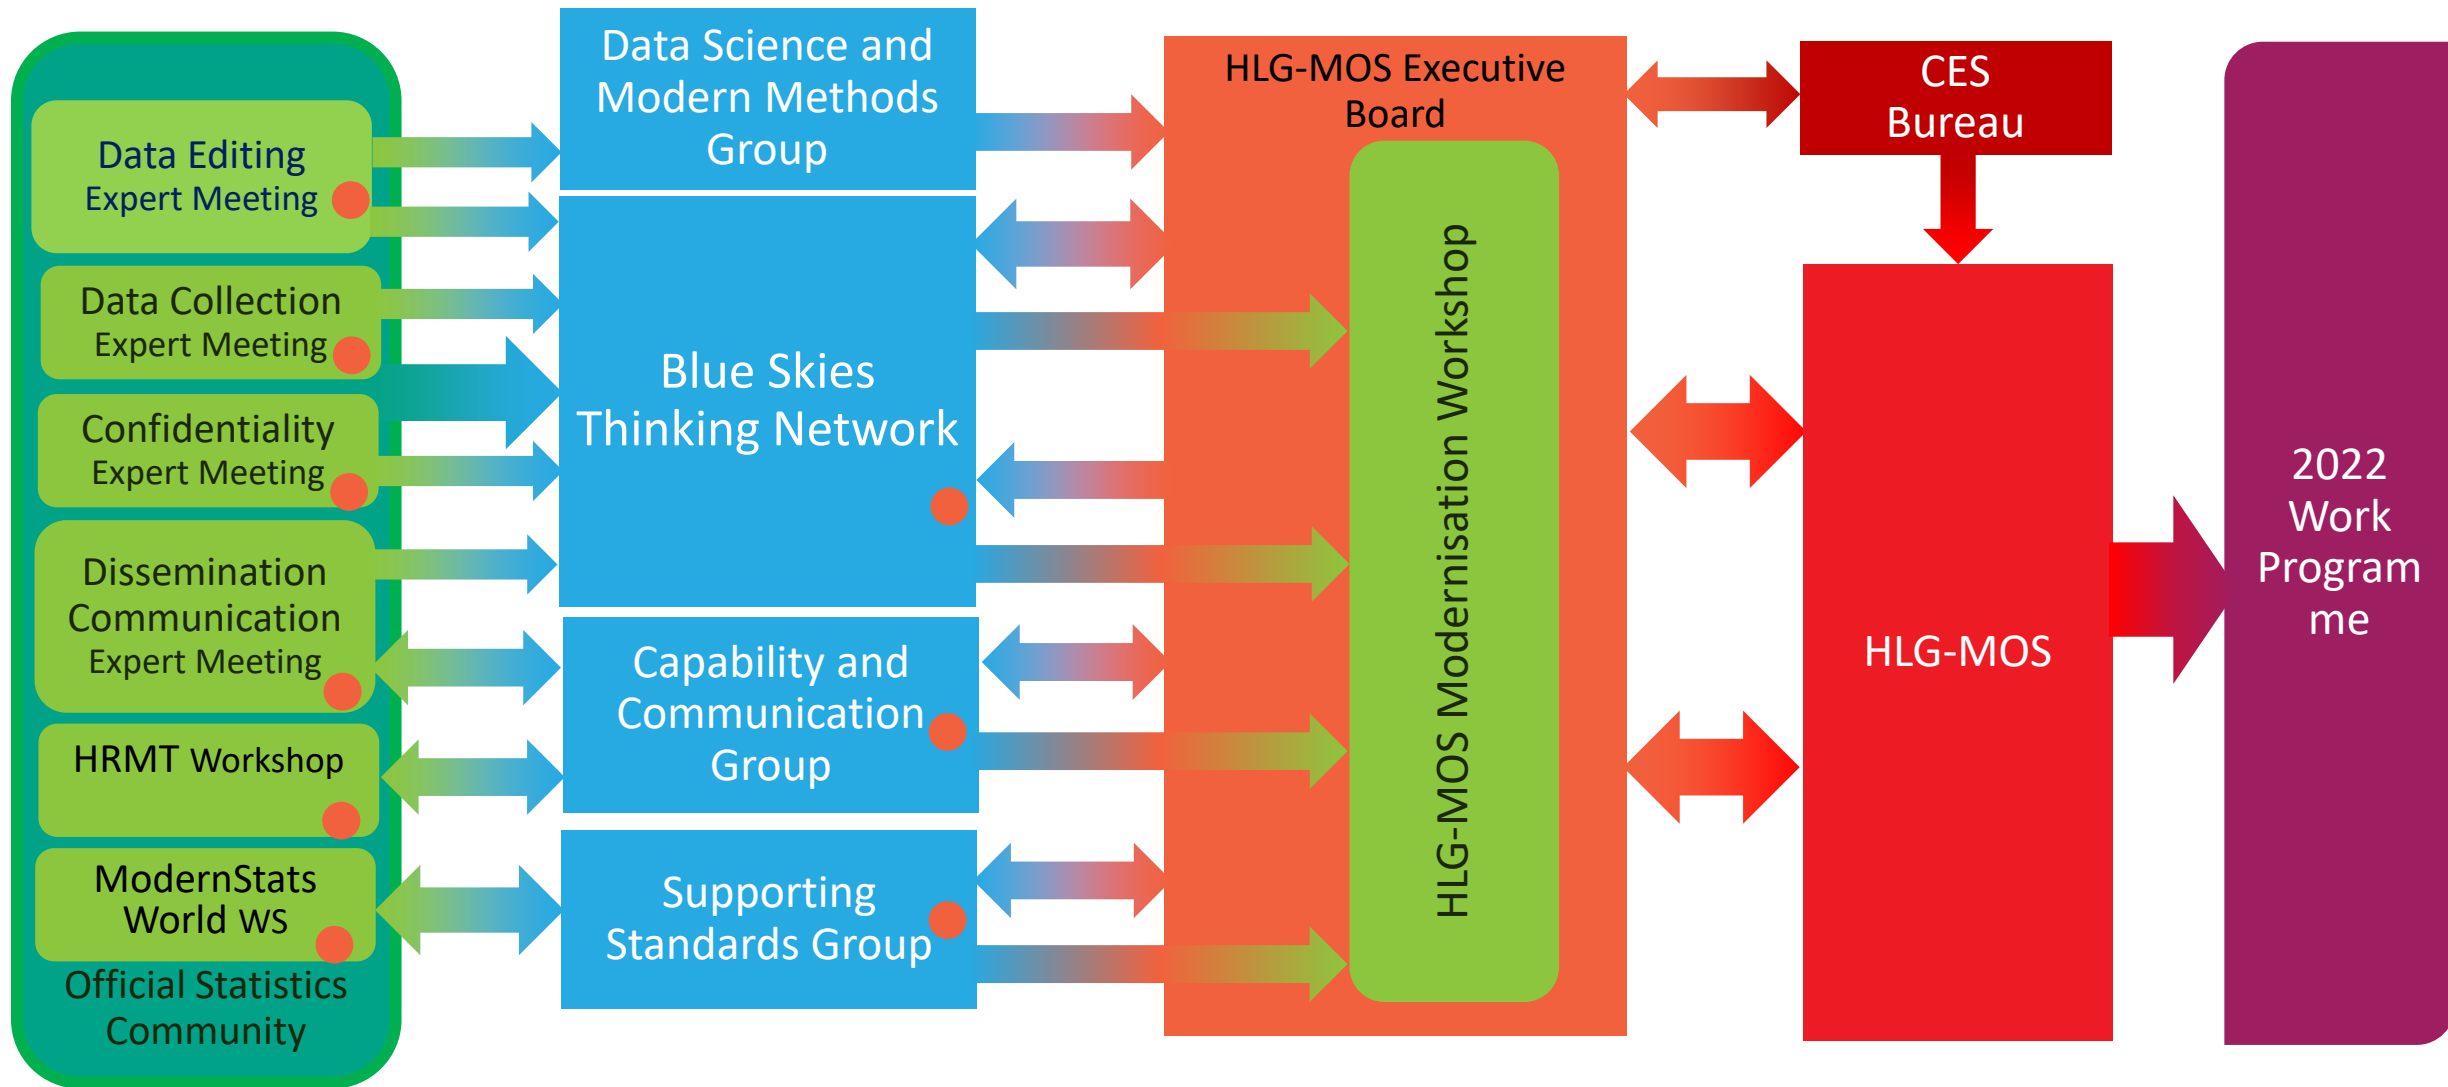 Data Editing
Expert Meeting
Data Collection
Expert Meeting
Confidentiality
Expert Meeting
Dissemination
Communication
Expert Meeting
HRMT Workshop
ModernStats
World WS
Official Statistics
Community
Data Science and
Modern Methods
Group
Blue Skies
Thinking Network
Capability and
Communication
Group
Supporting
Standards Group
HLG-MOS Executive
Board
HLG-MOS Modernisation Workshop
CES
Bureau
HLG-MOS
2022
Work
Program
me